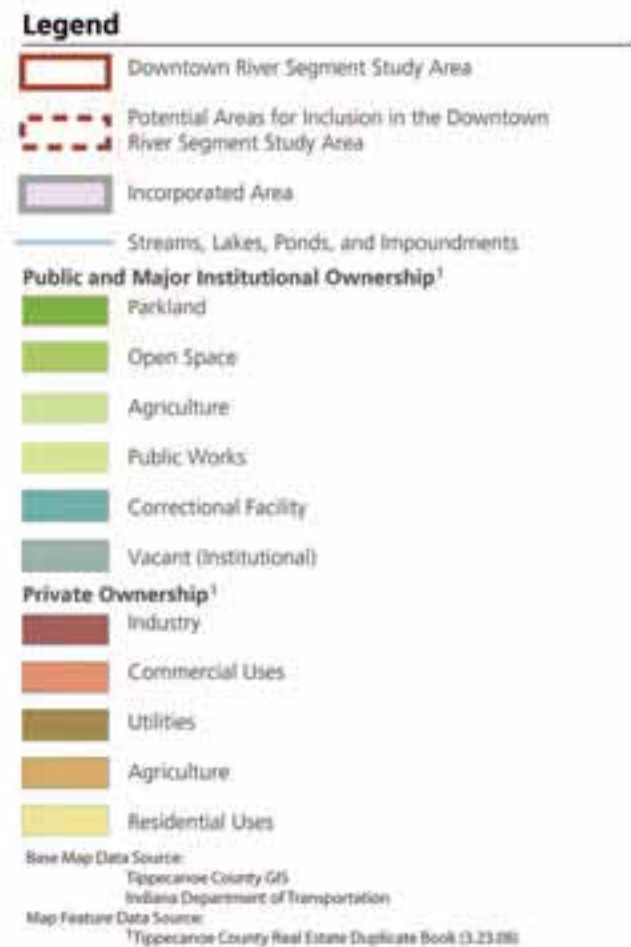 Legend
Downtown River Segment Study Area
Potential Areas for Inclusion in the Downtown
River Segment Study Area
Incorporated Area
Streams, Lakes, Ponds, and Impoundments
Public and Major Institutional Ownership¹
Parkland
Open Space
Agriculture
Public Works
Correctional Facility
Vacant (Institutional)
Private Ownership¹
Industry
Commercial Uses
Utilities
Agriculture
Residential Uses
Base Map Data Source:
Tippecanoe County GIS
Indiana Department of Transportation
Map Feature Data Source:
¹Tippecanoe County Real Estate Duplicate Book (3.23.08)